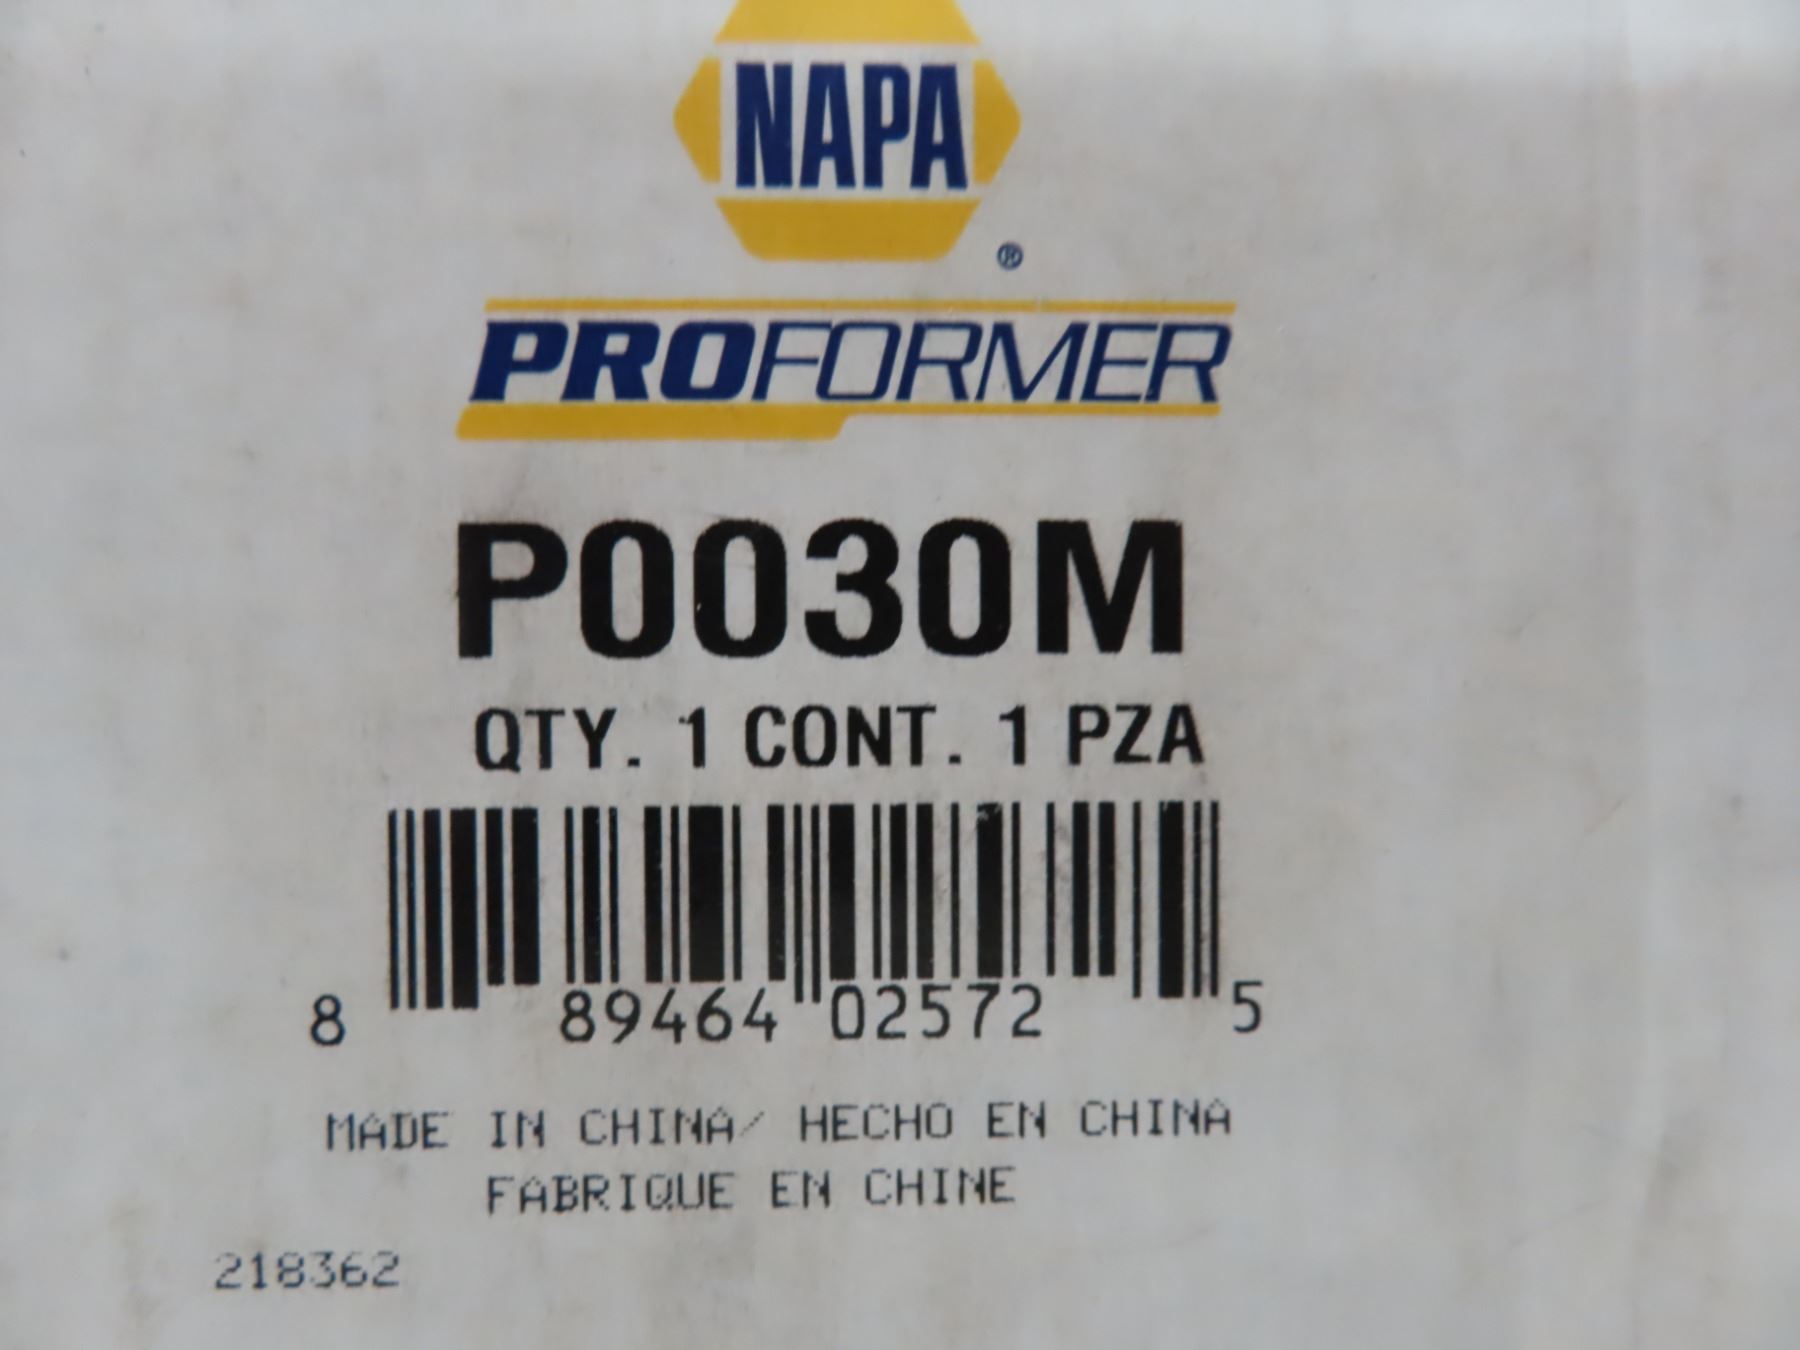 NAPA
®
PROFORMER
P0030M
QTY. 1 CONT. 1 PZA
8 89464 02572 5
MADE IN CHINA/ HECHO EN CHINA
FABRIQUE EN CHINE
218362